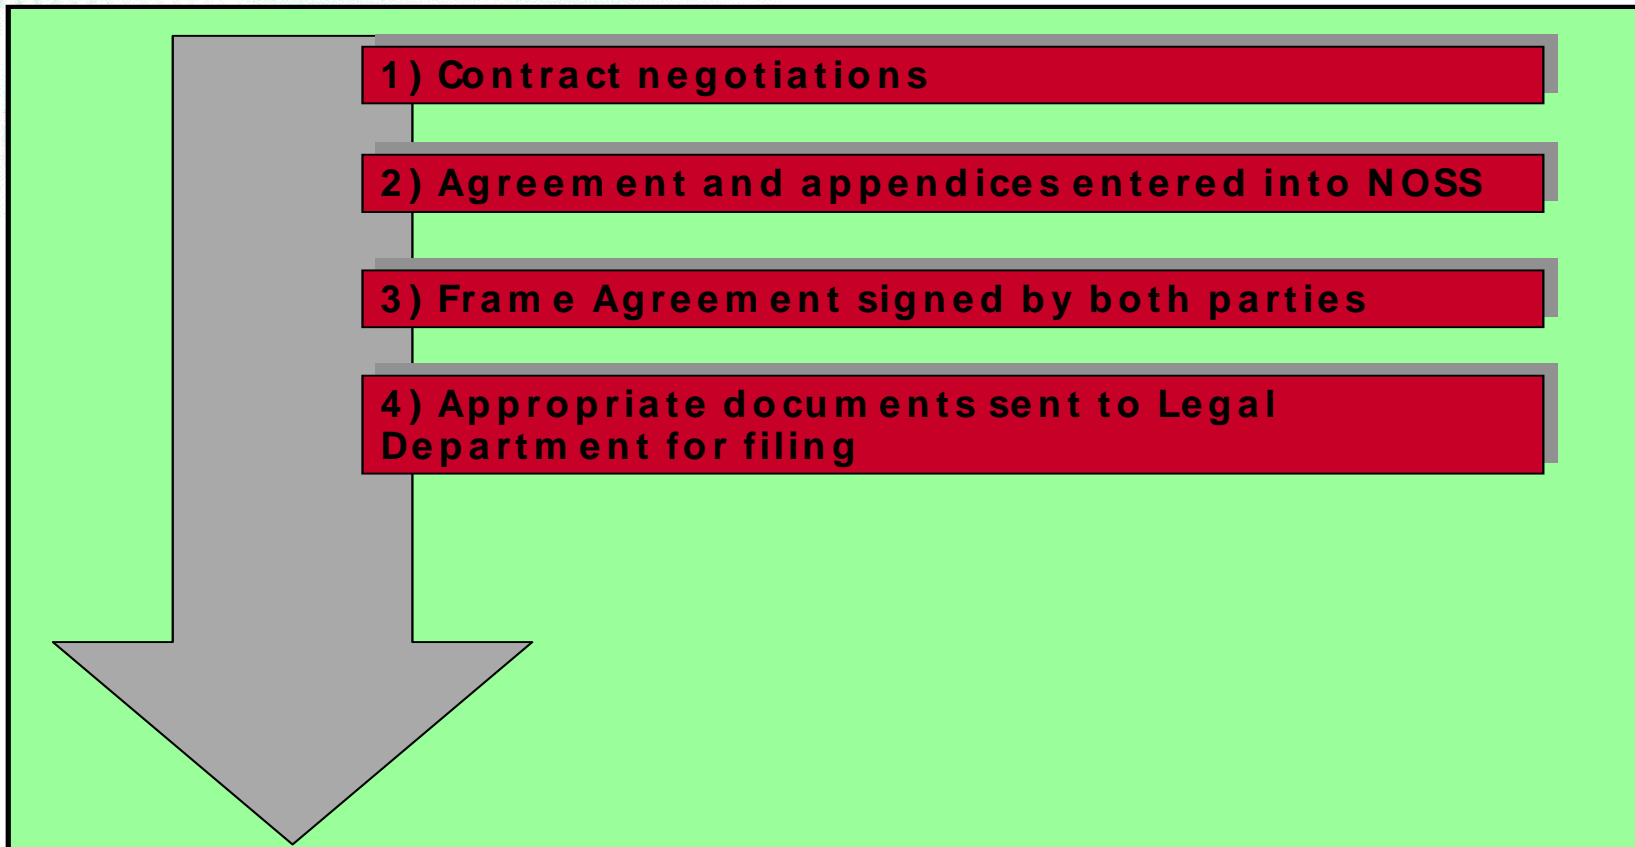 1) Contract negotiations
2) Agreement and appendices entered into NOSS
3) Frame Agreement signed by both parties
4) Appropriate documents sent to Legal
Department for filing